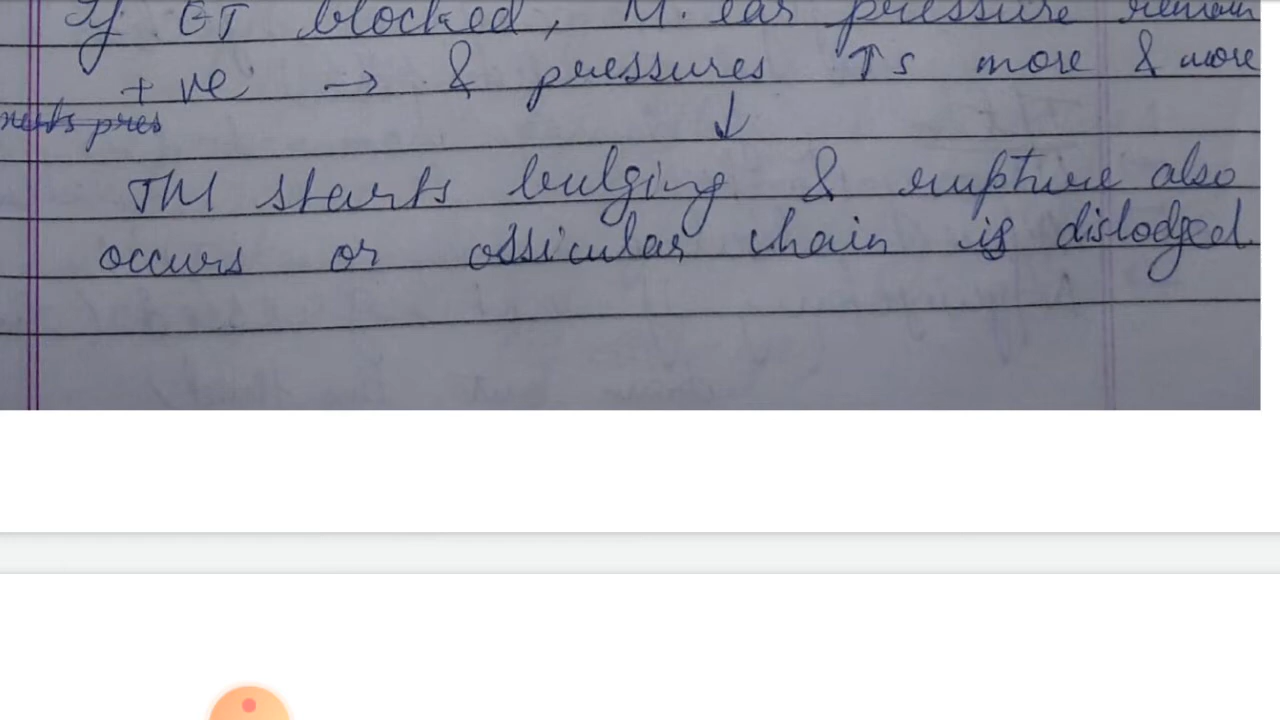 If ET blocked, M. ear pressure remain
+ve → & pressures ↑s more & more
↓
TM starts bulging & rupture also
occurs or ossicular chain is dislodged.